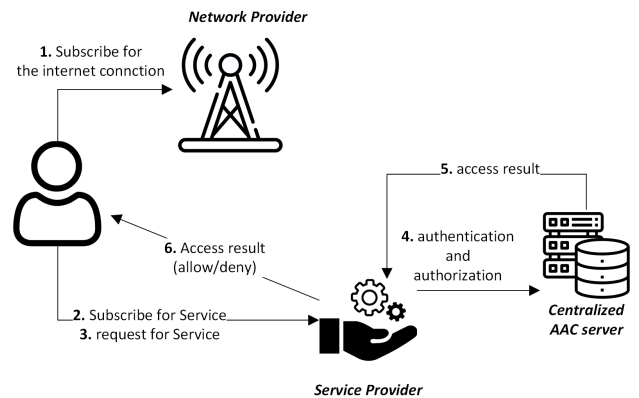 Network Provider
1. Subscribe for
the internet connction
5. access result
6. Access result
(allow/deny)
4. authentication
and
authorization
2. Subscribe for Service
3. request for Service
Centralized
AAC server
Service Provider